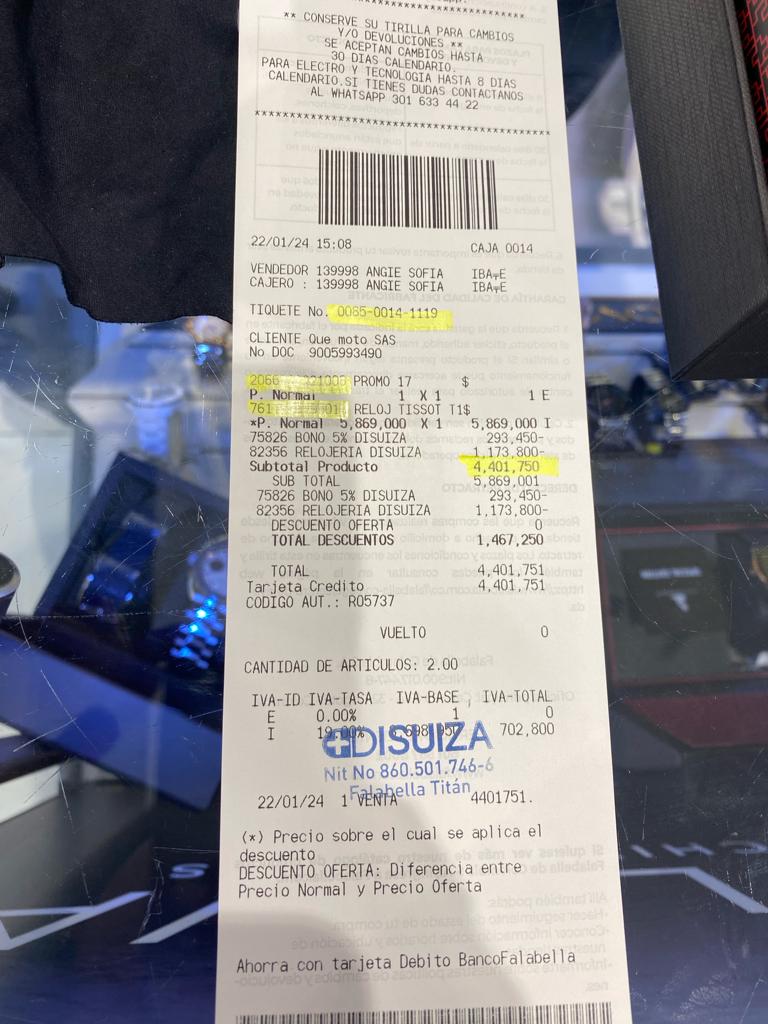 ** CONSERVE SU TIRILLA PARA CAMBIOS
Y/O DEVOLUCIONES **
SE ACEPTAN CAMBIOS HASTA
30 DIAS CALENDARIO.
PARA ELECTRO Y TECNOLOGIA HASTA 8 DIAS
CALENDARIO.SI TIENES DUDAS CONTACTANOS
AL WHATSAPP 301 633 44 22
****************************************
22/01/24 15:08 CAJA 0014
VENDEDOR 139998 ANGIE SOFIA
CAJERO : 139998 ANGIE SOFIA
TIQUETE No. 0085-0014-1119
CLIENTE Que moto SAS
No DOC 9005993490
PROMO 17 $
P. Normal 1 X 1 1 E
RELOJ TISSOT T1$
*P. Normal 5,869,000 X 1 5,869,000 I
75826 BONO 5% DISUIZA 293,450-
82356 RELOJERIA DISUIZA 1,173,800-
Subtotal Producto 4,401,750
SUB TOTAL 5,869,001
75826 BONO 5% DISUIZA 293,450-
82356 RELOJERIA DISUIZA 1,173,800-
DESCUENTO OFERTA 0
TOTAL DESCUENTOS 1,467,250
TOTAL 4,401,751
Tarjeta Credito 4,401,751
CODIGO AUT.: R05737
VUELTO 0
CANTIDAD DE ARTICULOS: 2.00
IVA-ID IVA-TASA IVA-BASE IVA-TOTAL
E 0.00% 1 0
I 19.00% 702,800
DISUIZA
Nit No 860.501.746-6
Falabella Titán
22/01/24 1 VENTA 4401751.
(*) Precio sobre el cual se aplica el
descuento
DESCUENTO OFERTA: Diferencia entre
Precio Normal y Precio Oferta
Ahorra con tarjeta Debito BancoFalabella